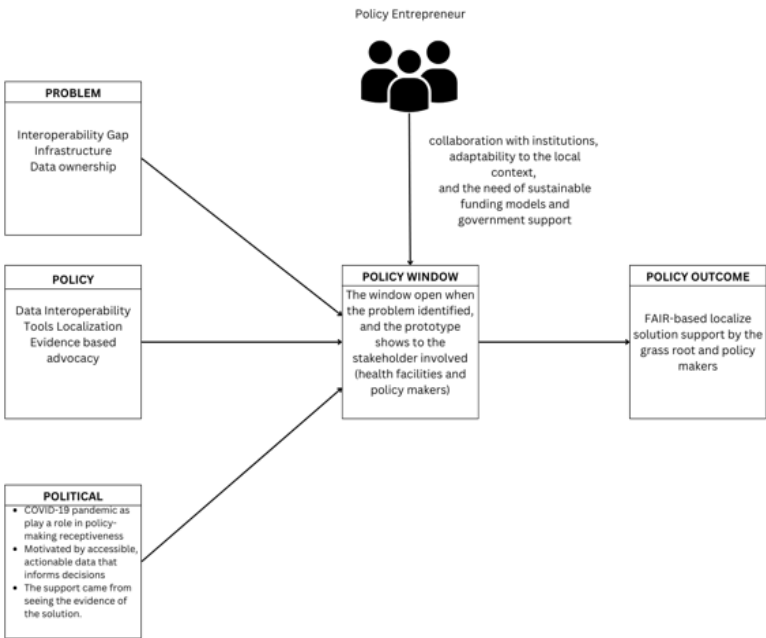 Policy Entrepreneur
PROBLEM
Interoperability Gap
Infrastructure
Data ownership
collaboration with institutions,
adaptability to the local
context,
and the need of sustainable
funding models and
government support
POLICY
Data Interoperability
Tools Localization
Evidence based
advocacy
POLICY WINDOW
The window open when
the problem identified,
and the prototype
shows to the
stakeholder involved
(health facilities and
policy makers)
POLICY OUTCOME
FAIR-based localize
solution support by the
grass root and policy
makers
POLITICAL
• COVID-19 pandemic as
play a role in policy-
making receptiveness
• Motivated by accessible,
actionable data that
informs decisions
• The support came from
seeing the evidence of
the solution.